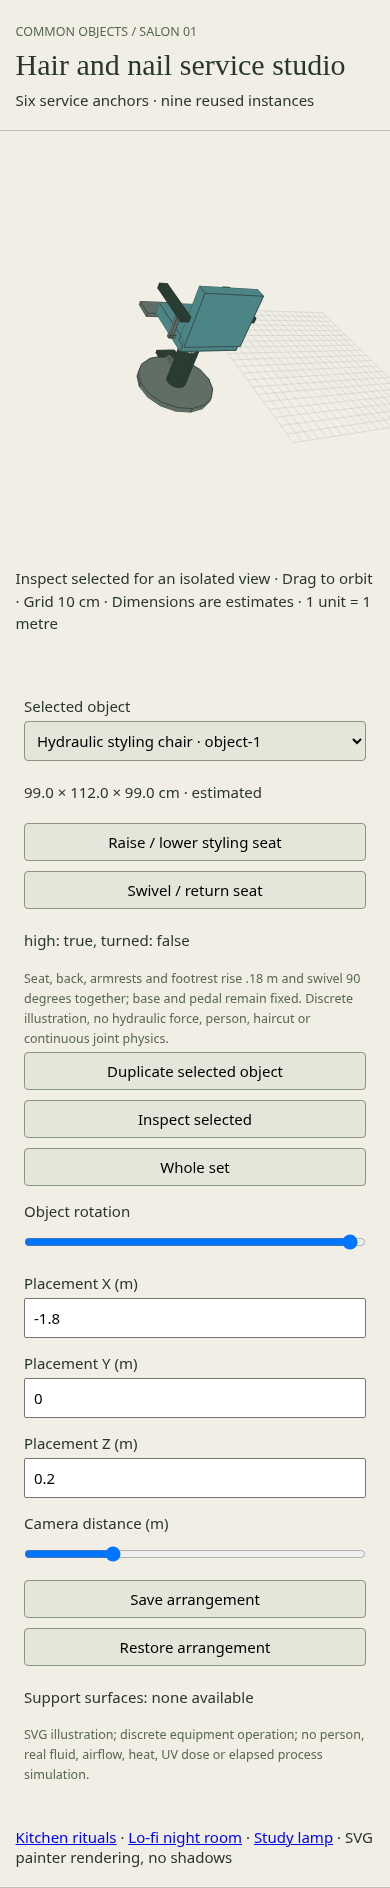 COMMON OBJECTS / SALON 01
Hair and nail service studio
Six service anchors · nine reused instances
Inspect selected for an isolated view · Drag to orbit
· Grid 10 cm · Dimensions are estimates · 1 unit = 1
metre
Selected object
Hydraulic styling chair · object-1
99.0 × 112.0 × 99.0 cm · estimated
Raise / lower styling seat
Swivel / return seat
high: true, turned: false
Seat, back, armrests and footrest rise .18 m and swivel 90
degrees together; base and pedal remain fixed. Discrete
illustration, no hydraulic force, person, haircut or
continuous joint physics.
Duplicate selected object
Inspect selected
Whole set
Object rotation
Placement X (m)
-1.8
Placement Y (m)
0
Placement Z (m)
0.2
Camera distance (m)
Save arrangement
Restore arrangement
Support surfaces: none available
SVG illustration; discrete equipment operation; no person,
real fluid, airflow, heat, UV dose or elapsed process
simulation.
Kitchen rituals · Lo-fi night room · Study lamp · SVG
painter rendering, no shadows